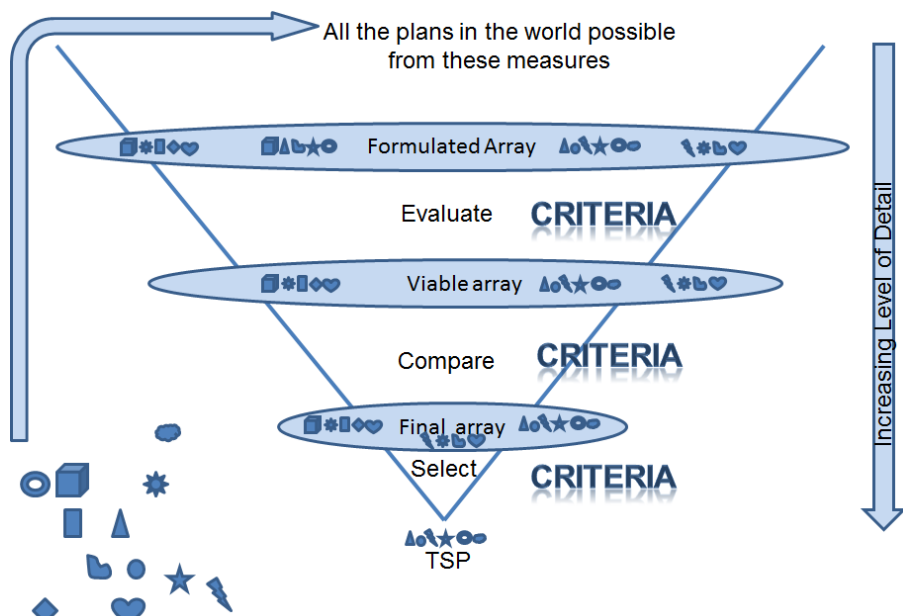 All the plans in the world possible
from these measures
Formulated Array
Evaluate CRITERIA
Viable array
Compare CRITERIA
Final array
Select CRITERIA
TSP
Increasing Level of Detail